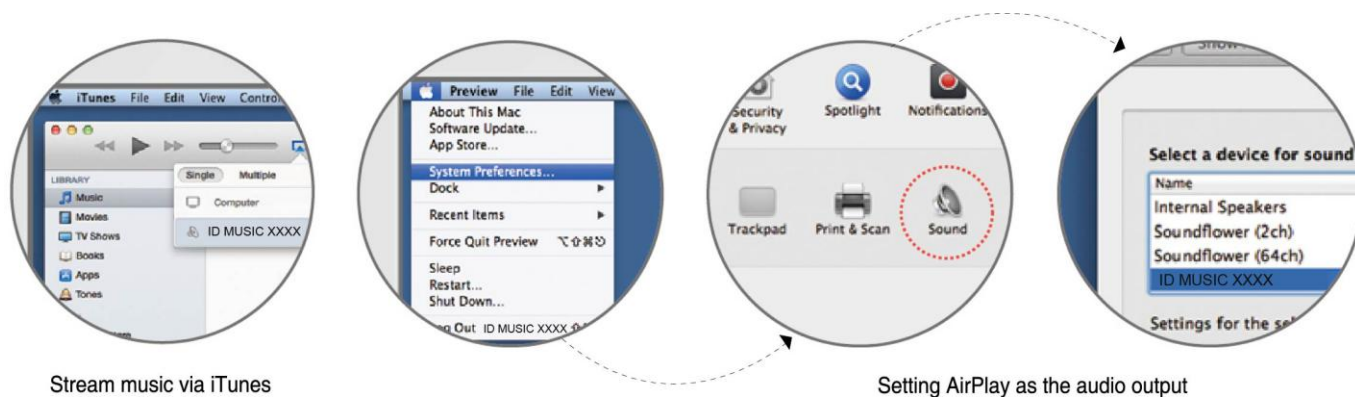 iTunes File Edit View
Single Multiple
LIBRARY
Music
Computer
Movies
TV Shows
ID MUSIC XXXX
Books
Apps
Tones
Stream music via iTunes
Preview File Edit View
About This Mac
Software Update...
App Store...
System Preferences...
Dock
Recent Items
Force Quit Preview ⌥⇧⌘⎋
Sleep
Restart...
Shut Down...
Out ID MUSIC XXXX
Security & Privacy
Spotlight
Notifications
Trackpad
Print & Scan
Sound
Select a device for sound
Name
Internal Speakers
Soundflower (2ch)
Soundflower (64ch)
ID MUSIC XXXX
Settings for the
Setting AirPlay as the audio output